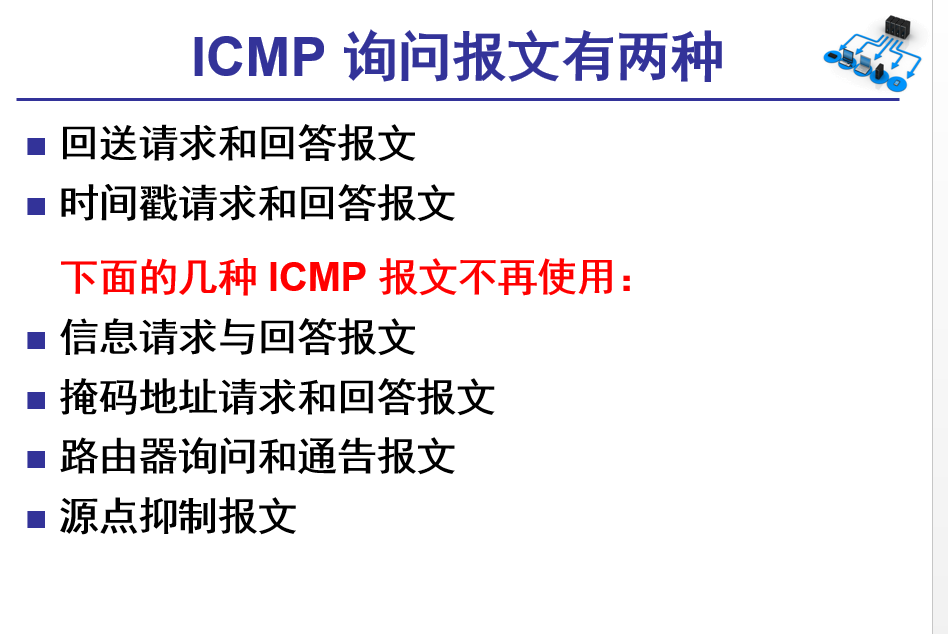 ICMP 询问报文有两种
回送请求和回答报文
时间戳请求和回答报文
下面的几种 ICMP 报文不再使用：
信息请求与回答报文
掩码地址请求和回答报文
路由器询问和通告报文
源点抑制报文